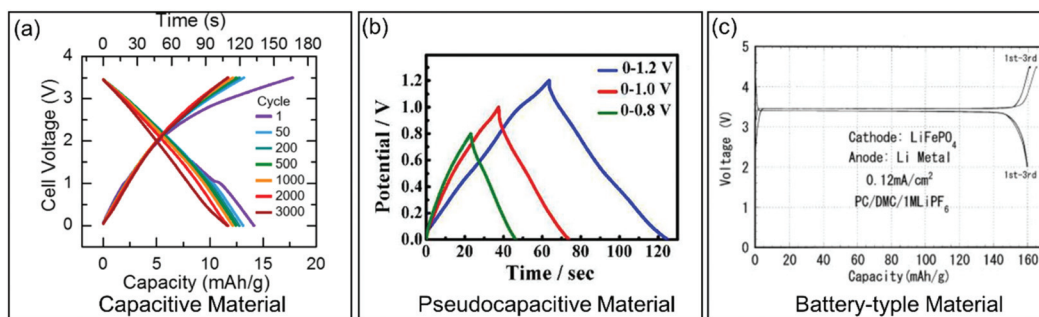 (a)
Time (s)
0 30 60 90 120 150 180
4
3
2
1
0
Cell Voltage (V)
Cycle
1
50
200
500
1000
2000
3000
0 5 10 15 20
Capacity (mAh/g)
Capacitive Material
(b)
1.2
1.0
0.8
0.6
0.4
0.2
0.0
Potential / V
0-1.2 V
0-1.0 V
0-0.8 V
0 20 40 60 80 100 120
Time / sec
Pseudocapacitive Material
(c)
5
4
3
2
1
0
Voltage (V)
1st-3rd
Cathode: LiFePO4
Anode: Li Metal
0.12mA/cm2
PC/DMC/1MLiPF6
1st-3rd
0 20 40 60 80 100 120 140 160
Capacity(mAh/g)
Battery-typle Material